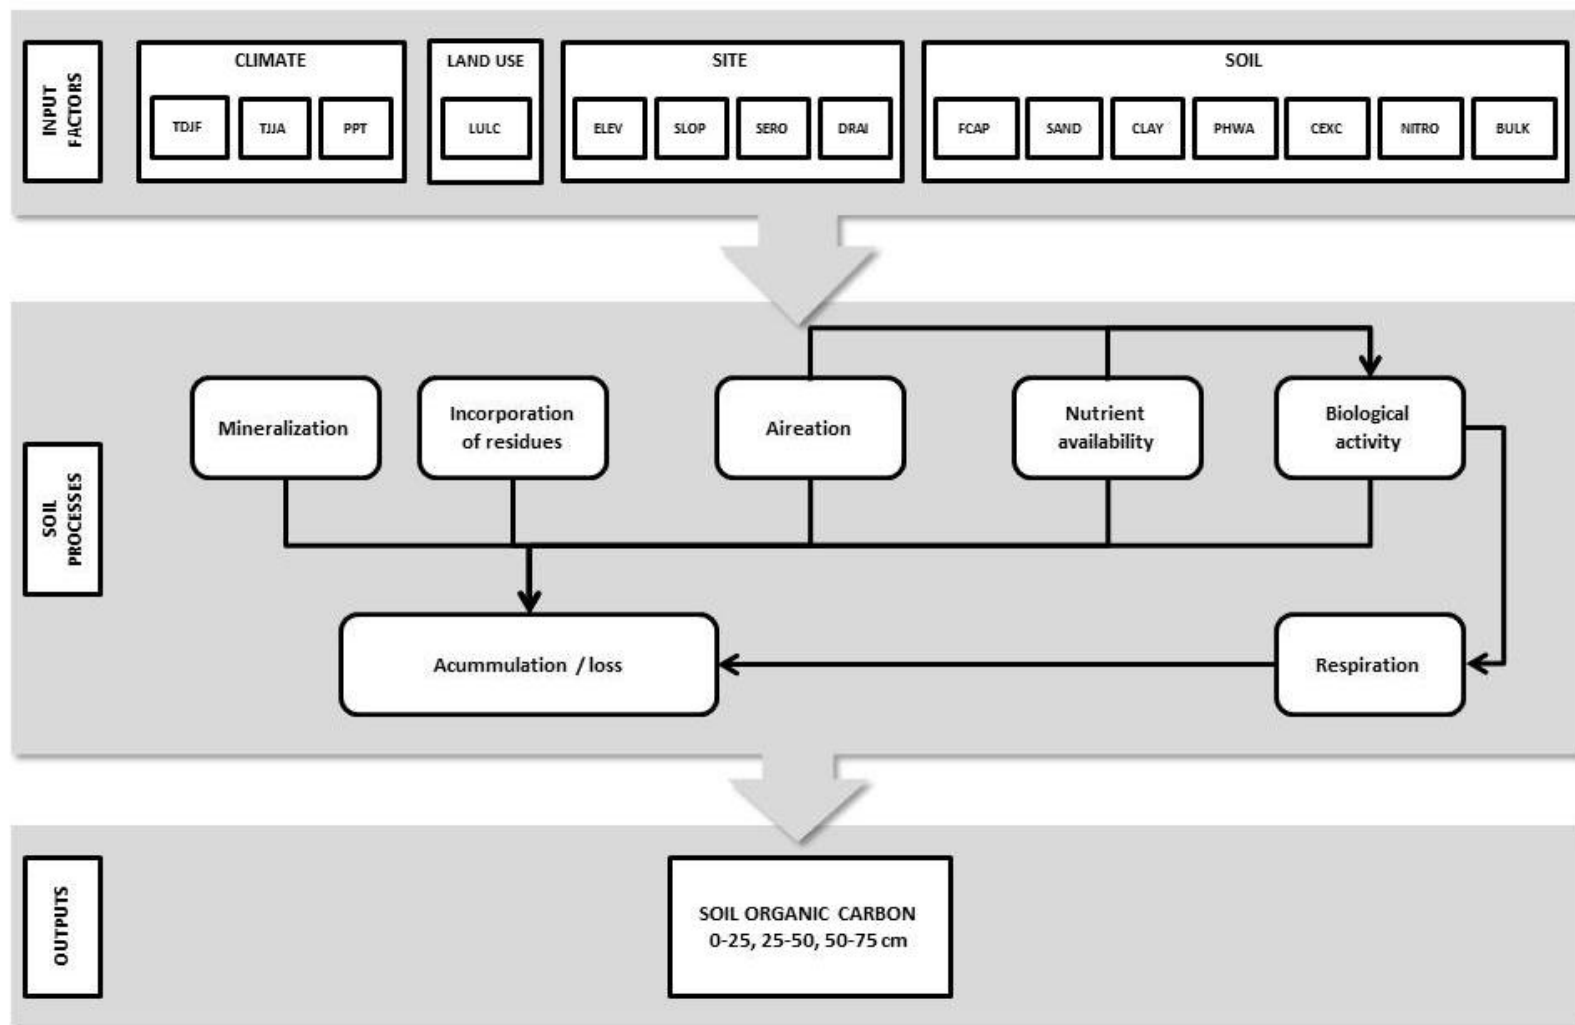 INPUT
FACTORS
CLIMATE
TDJF
TJJA
PPT
LAND USE
LULC
SITE
ELEV
SLOP
SERO
DRAI
SOIL
FCAP
SAND
CLAY
PHWA
CEXC
NITRO
BULK
SOIL
PROCESSES
Mineralization
Incorporation
of residues
Aireation
Nutrient
availability
Biological
activity
Acummulation / loss
Respiration
OUTPUTS
SOIL ORGANIC CARBON
0-25, 25-50, 50-75 cm